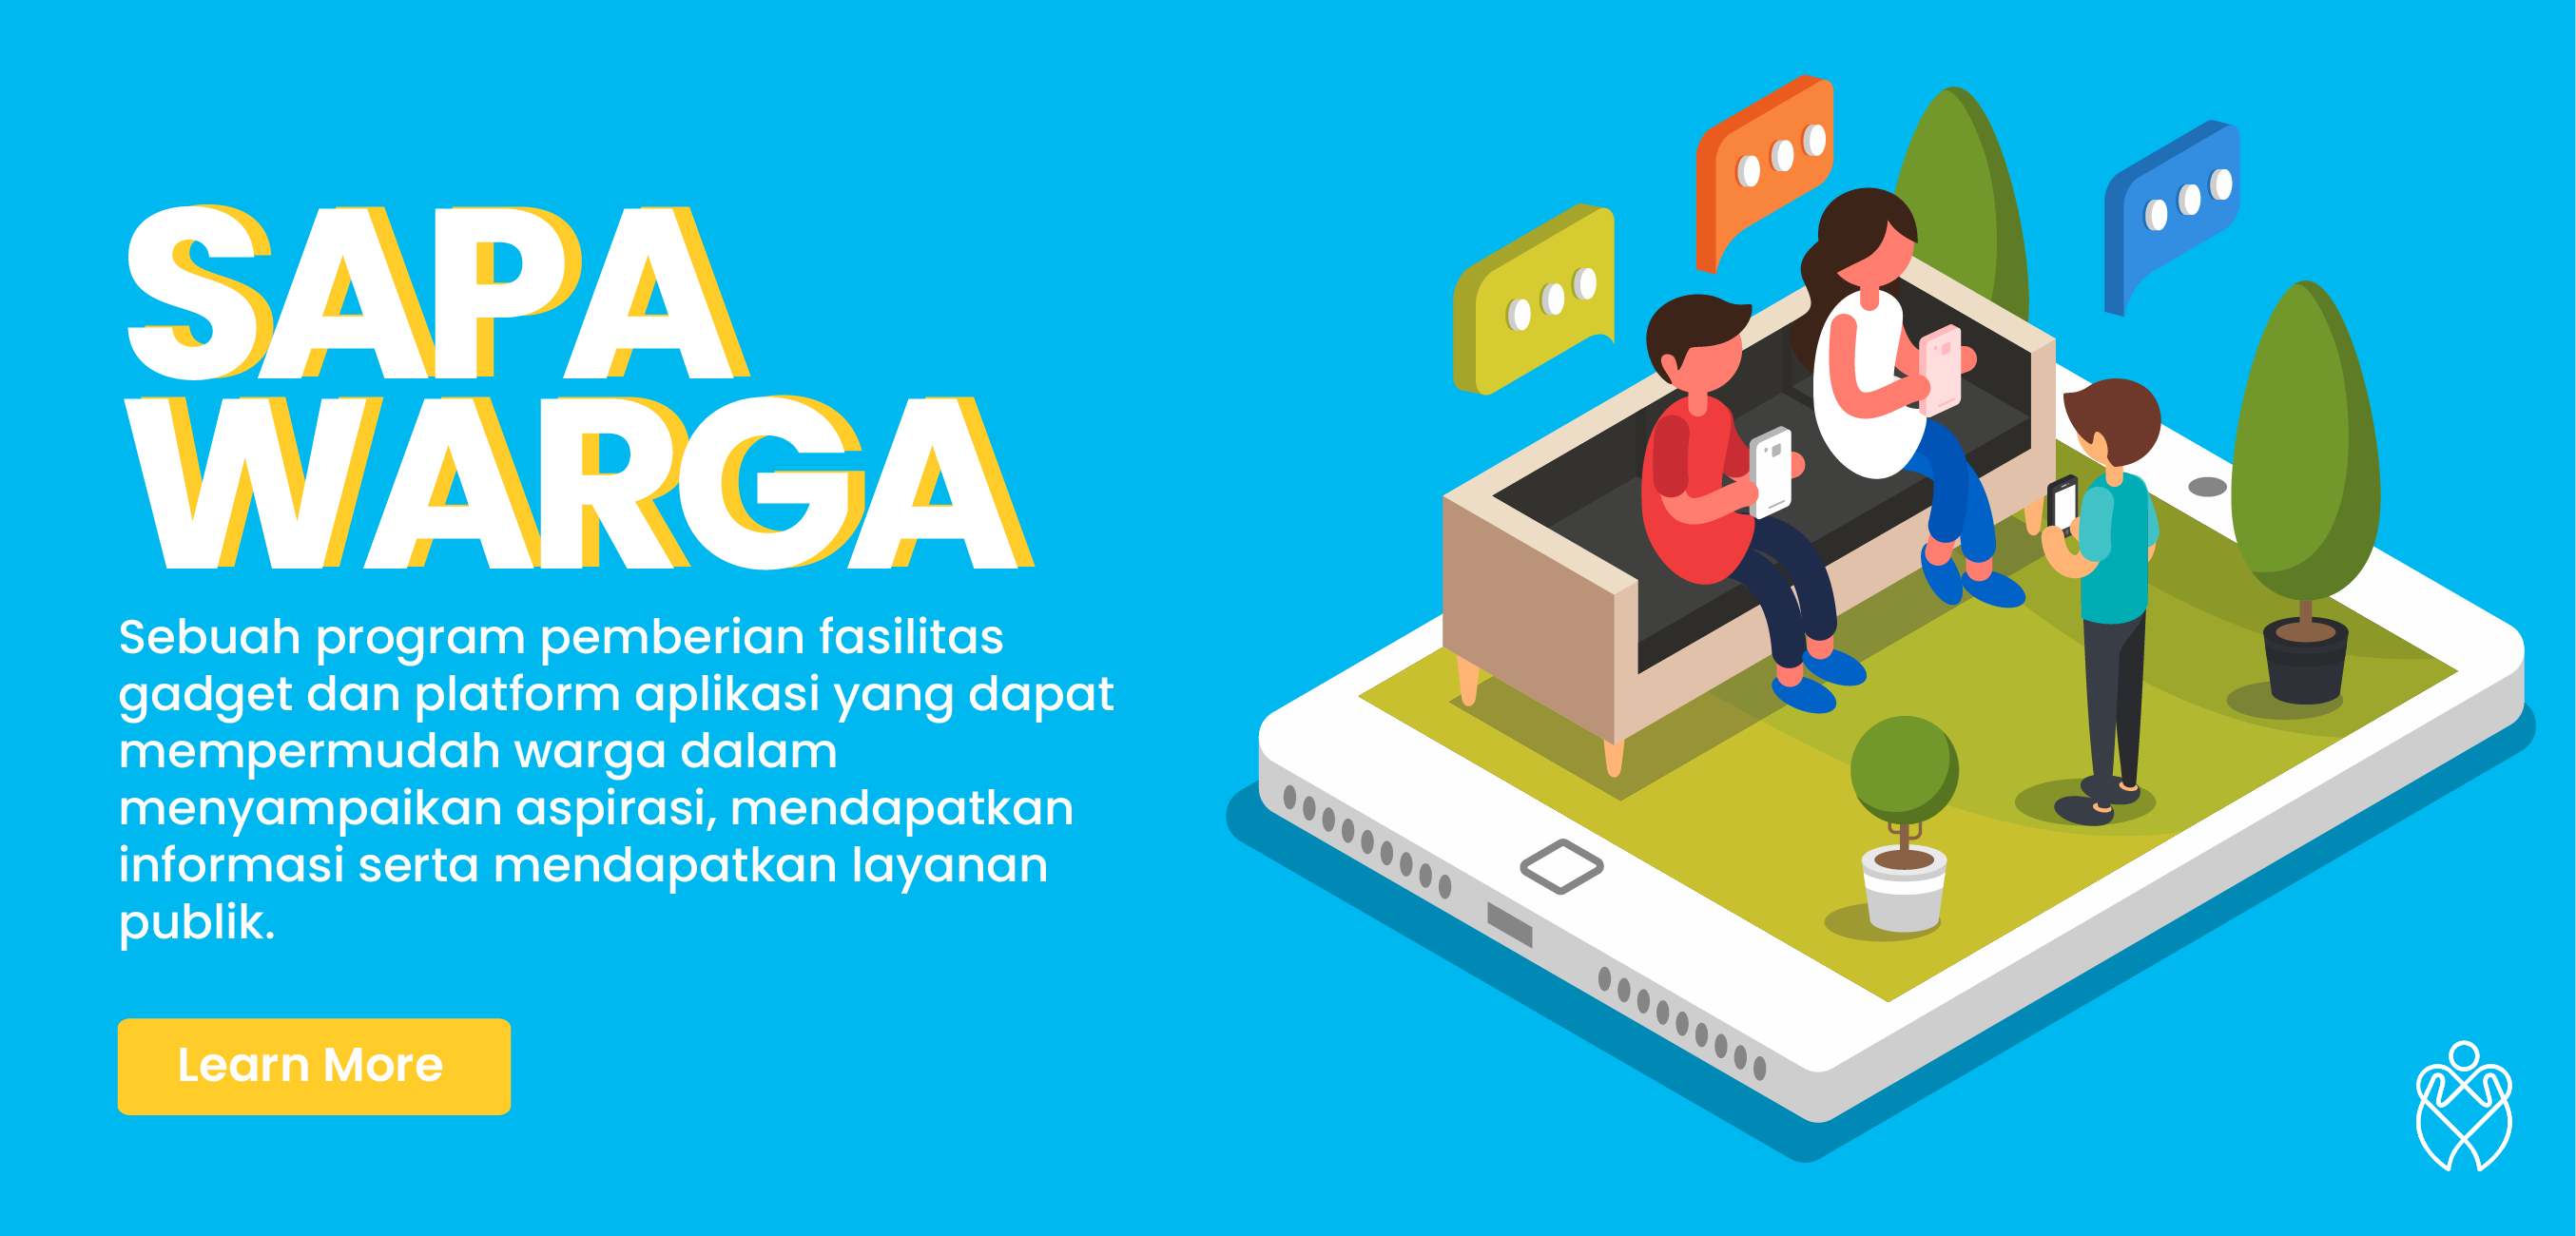 SAPA
WARGA
Sebuah program pemberian fasilitas
gadget dan platform aplikasi yang dapat
mempermudah warga dalam
menyampaikan aspirasi, mendapatkan
informasi serta mendapatkan layanan
publik.
Learn More